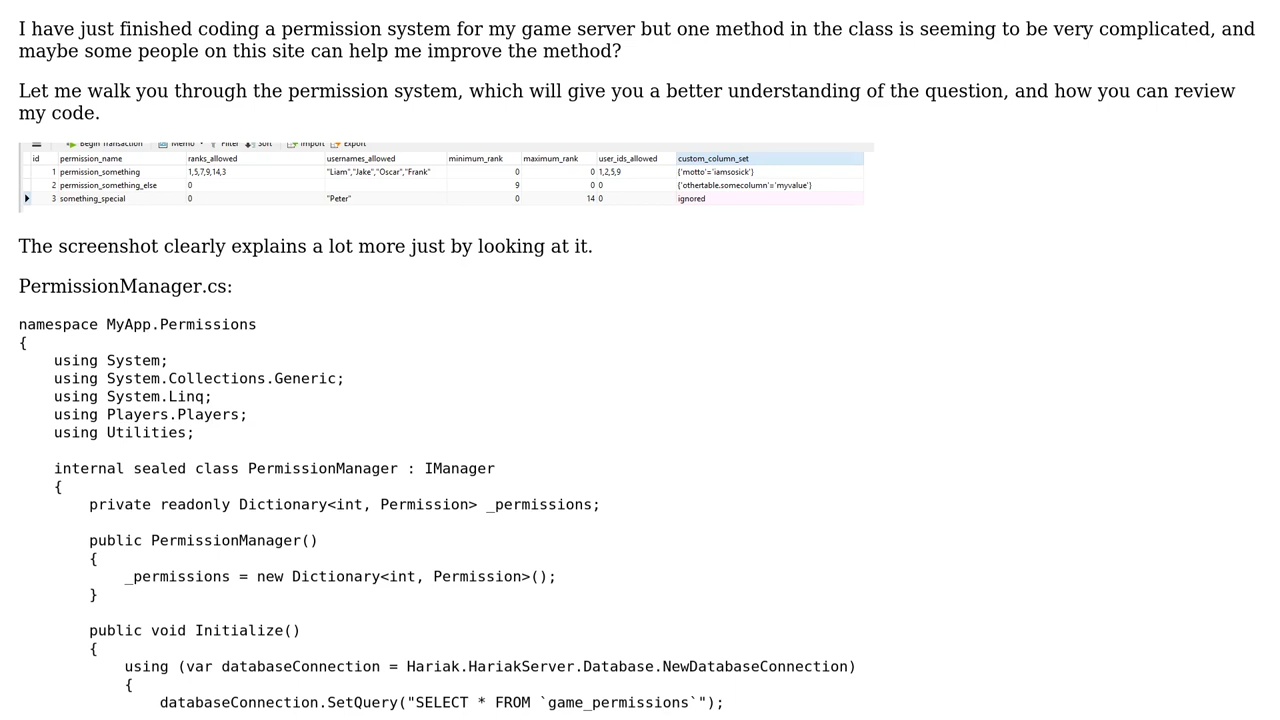 I have just finished coding a permission system for my game server but one method in the class is seeming to be very complicated, and
maybe some people on this site can help me improve the method?
Let me walk you through the permission system, which will give you a better understanding of the question, and how you can review
my code.
Begin Transaction Memo Filter Sort Import Export
id permission_name ranks_allowed usernames_allowed minimum_rank maximum_rank user_ids_allowed custom_column_set
1 permission_something 1,5,7,9,14,3 "Liam","Jake","Oscar","Frank" 0 0 1,2,5,9 {'motto'='iamsosick'}
2 permission_something_else 0 9 0 0 {'othertable.somecolumn'='myvalue'}
3 something_special 0 "Peter" 0 14 0 ignored
The screenshot clearly explains a lot more just by looking at it.
PermissionManager.cs:
namespace MyApp.Permissions
{
    using System;
    using System.Collections.Generic;
    using System.Linq;
    using Players.Players;
    using Utilities;
    internal sealed class PermissionManager : IManager
    {
        private readonly Dictionary<int, Permission> _permissions;
        public PermissionManager()
        {
            _permissions = new Dictionary<int, Permission>();
        }
        public void Initialize()
        {
            using (var databaseConnection = Hariak.HariakServer.Database.NewDatabaseConnection)
            {
                databaseConnection.SetQuery("SELECT * FROM `game_permissions`");